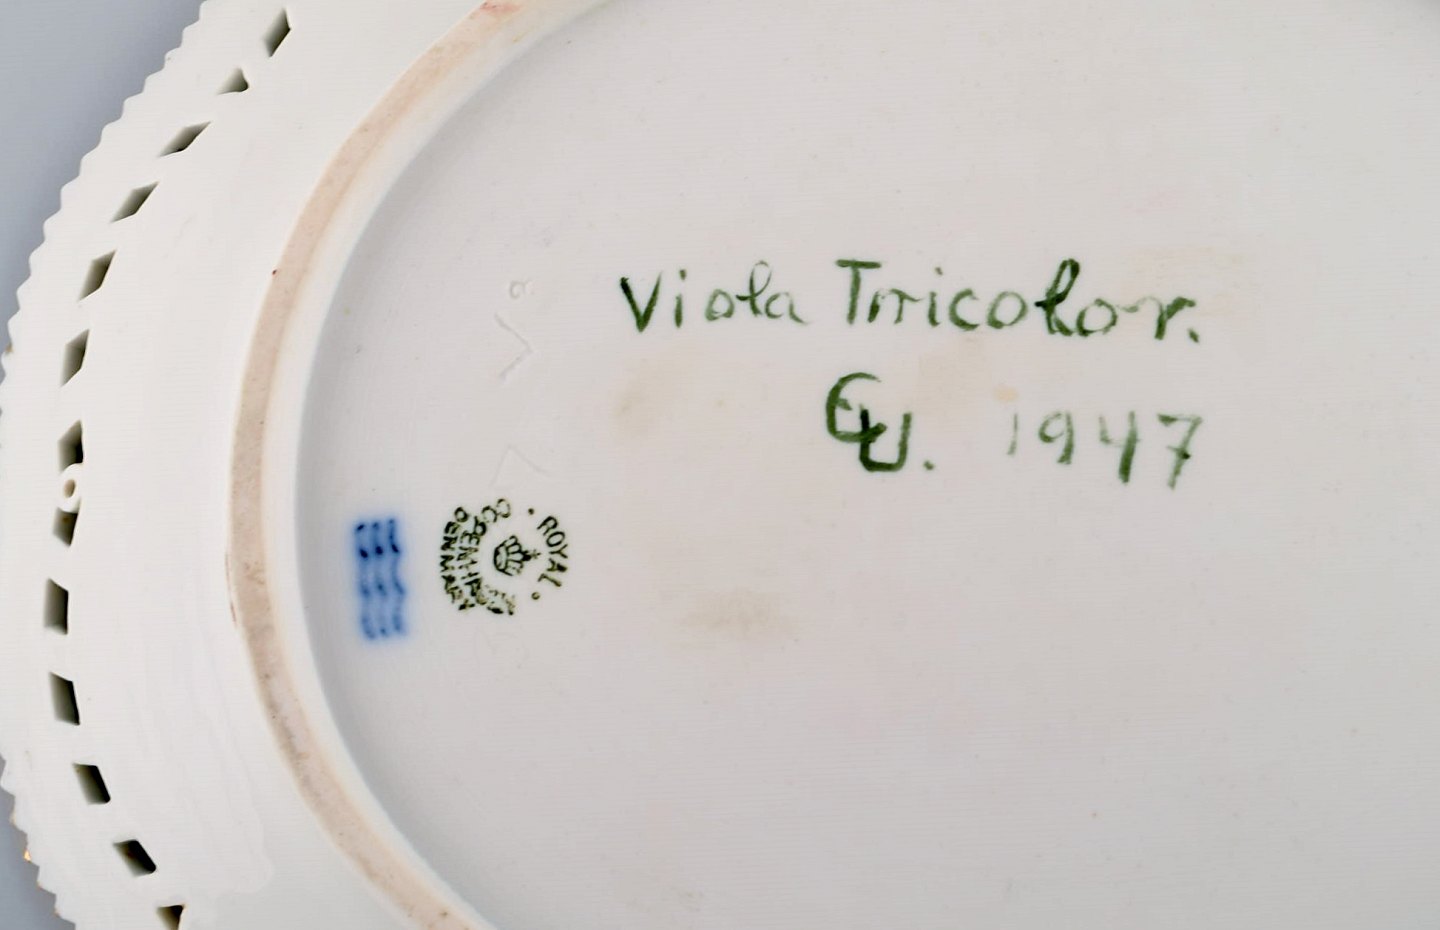 Viola Tricolor.
EU. 1947
ROYAL.
COPENHAGEN
DENMARK